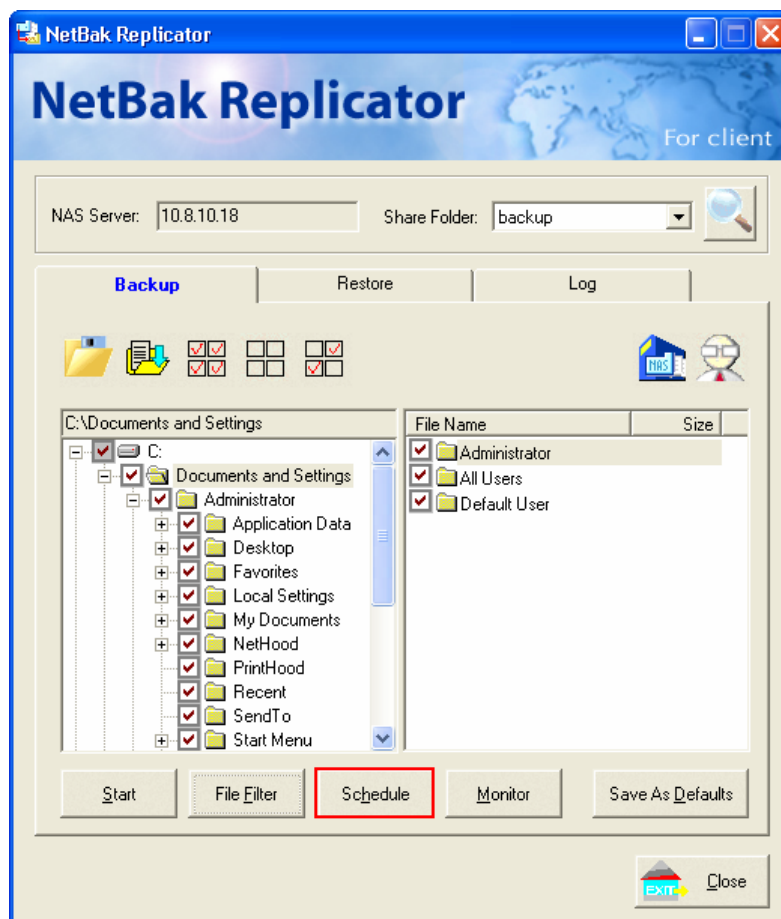 NetBak Replicator
NetBak Replicator
For client
NAS Server: 10.8.10.18 Share Folder: backup
Backup Restore Log
NAS
C:\Documents and Settings
C:
Documents and Settings
Administrator
Application Data
Desktop
Favorites
Local Settings
My Documents
NetHood
PrintHood
Recent
SendTo
Start Menu
File Name Size
Administrator
All Users
Default User
Start File Filter Schedule Monitor Save As Defaults
EXIT Close